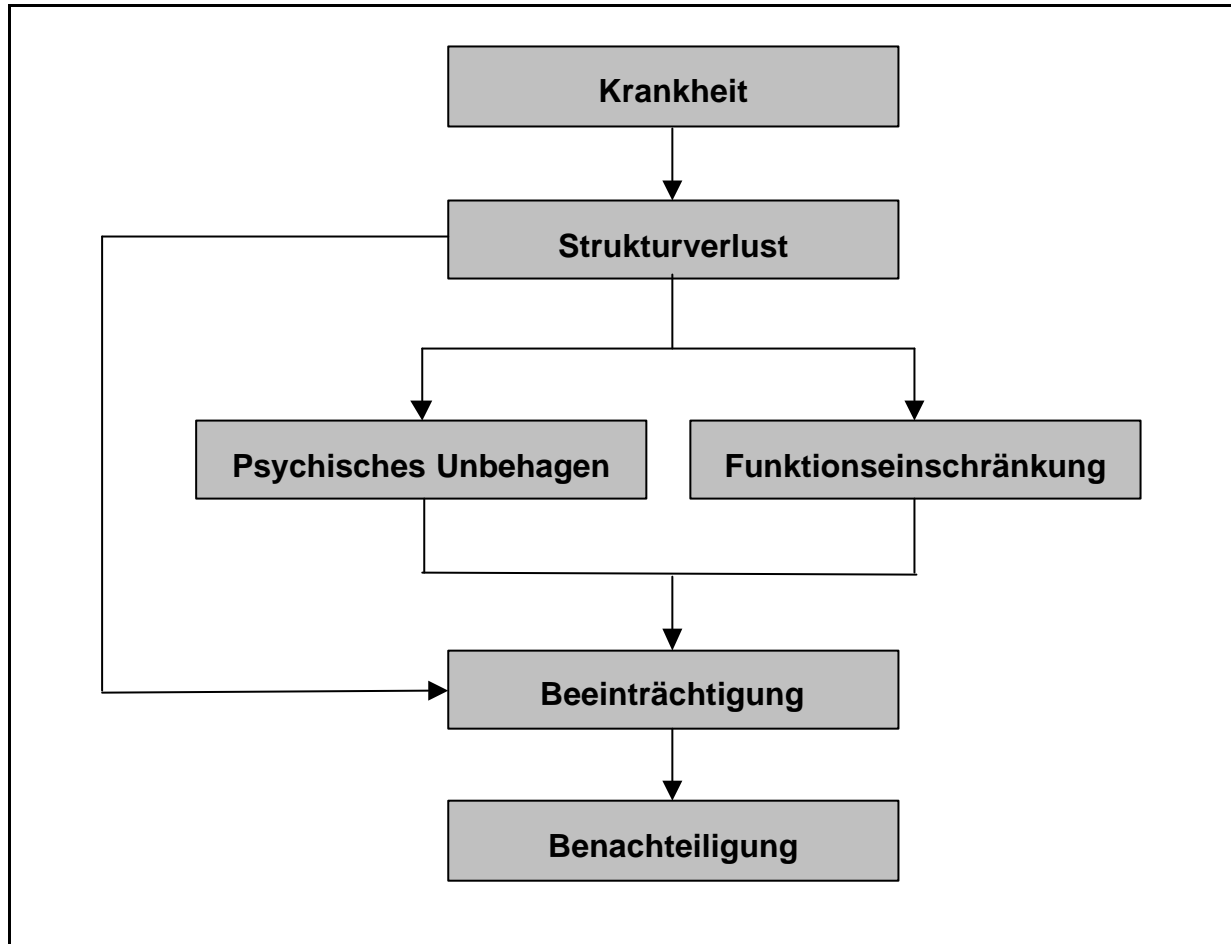 Krankheit
Strukturverlust
Psychisches Unbehagen
Funktionseinschränkung
Beeinträchtigung
Benachteiligung